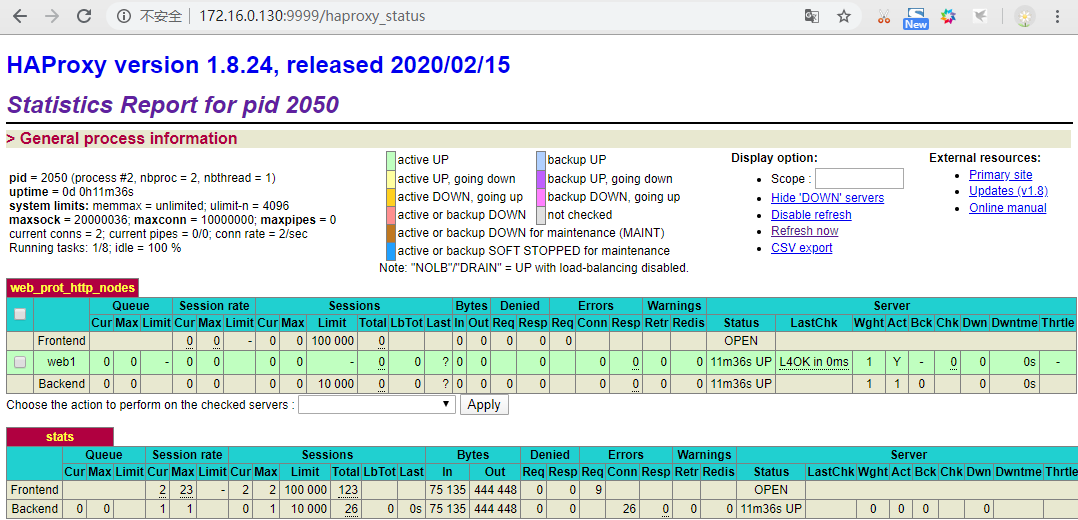 不安全 | 172.16.0.130:9999/haproxy_status
New
HAProxy version 1.8.24, released 2020/02/15
Statistics Report for pid 2050
> General process information
pid = 2050 (process #2, nbproc = 2, nbthread = 1)
uptime = 0d 0h11m36s
system limits: memmax = unlimited; ulimit-n = 4096
maxsock = 20000036; maxconn = 10000000; maxpipes = 0
current conns = 2; current pipes = 0/0; conn rate = 2/sec
Running tasks: 1/8; idle = 100 %
active UP backup UP
active UP, going down backup UP, going down
active DOWN, going up backup DOWN, going up
active or backup DOWN not checked
active or backup DOWN for maintenance (MAINT)
active or backup SOFT STOPPED for maintenance
Note: "NOLB"/"DRAIN" = UP with load-balancing disabled.
Display option:
• Scope :
• Hide 'DOWN' servers
• Disable refresh
• Refresh now
• CSV export
External resources:
• Primary site
• Updates (v1.8)
• Online manual
web_prot_http_nodes
Queue Session rate Sessions Bytes Denied Errors Warnings Server
Cur Max Limit Cur Max Limit Cur Max Limit Total LbTot Last In Out Req Resp Req Conn Resp Retr Redis Status LastChk Wght Act Bck Chk Dwn Dwntme Thrtle
Frontend 0 0 - 0 0 100 000 0 0 0 0 0 0 OPEN
web1 0 0 - 0 0 0 0 - 0 0 ? 0 0 0 0 0 0 0 11m36s UP L4OK in 0ms 1 Y - 0 0 0s -
Backend 0 0 0 0 0 0 10 000 0 0 ? 0 0 0 0 0 0 0 0 11m36s UP 1 1 0 0 0s
Choose the action to perform on the checked servers : Apply
stats
Queue Session rate Sessions Bytes Denied Errors Warnings Server
Cur Max Limit Cur Max Limit Cur Max Limit Total LbTot Last In Out Req Resp Req Conn Resp Retr Redis Status LastChk Wght Act Bck Chk Dwn Dwntme Thrtle
Frontend 2 23 - 2 2 100 000 123 75 135 444 448 0 0 9 OPEN
Backend 0 0 1 1 0 1 10 000 26 0 0s 75 135 444 448 0 0 26 0 0 0 11m36s UP 0 0 0 0